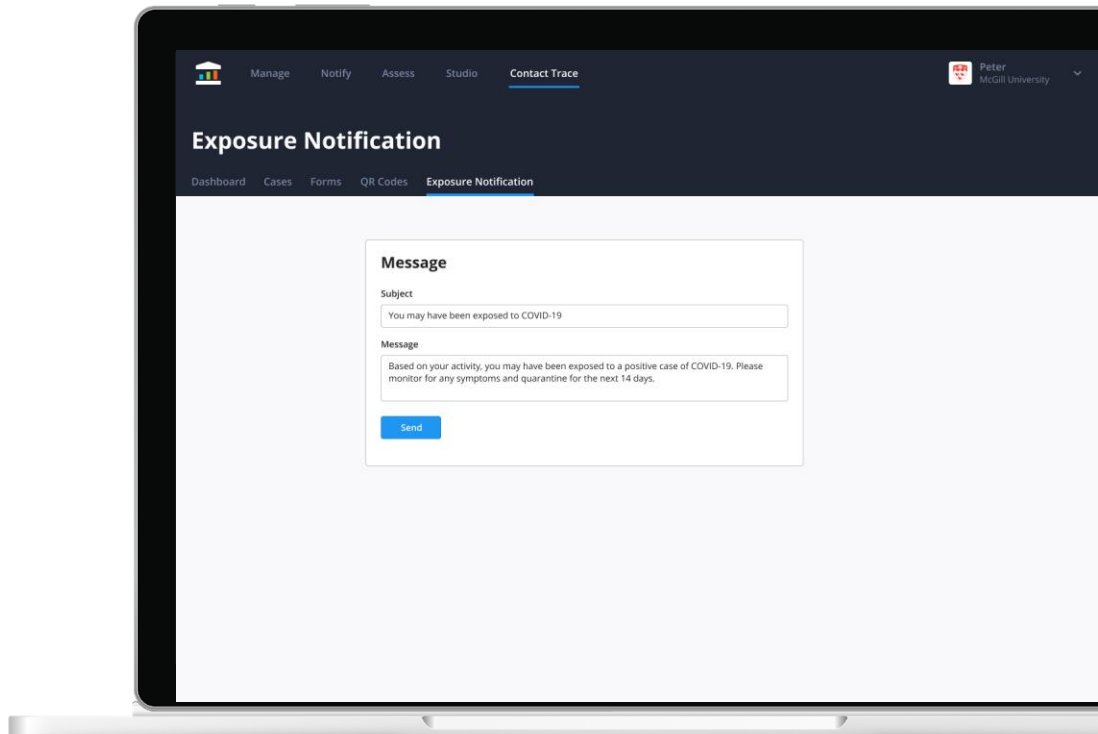 Manage Notify Assess Studio Contact Trace
Peter
McGill University
Exposure Notification
Dashboard Cases Forms QR Codes Exposure Notification
Message
Subject
You may have been exposed to COVID-19
Message
Based on your activity, you may have been exposed to a positive case of COVID-19. Please
monitor for any symptoms and quarantine for the next 14 days.
Send